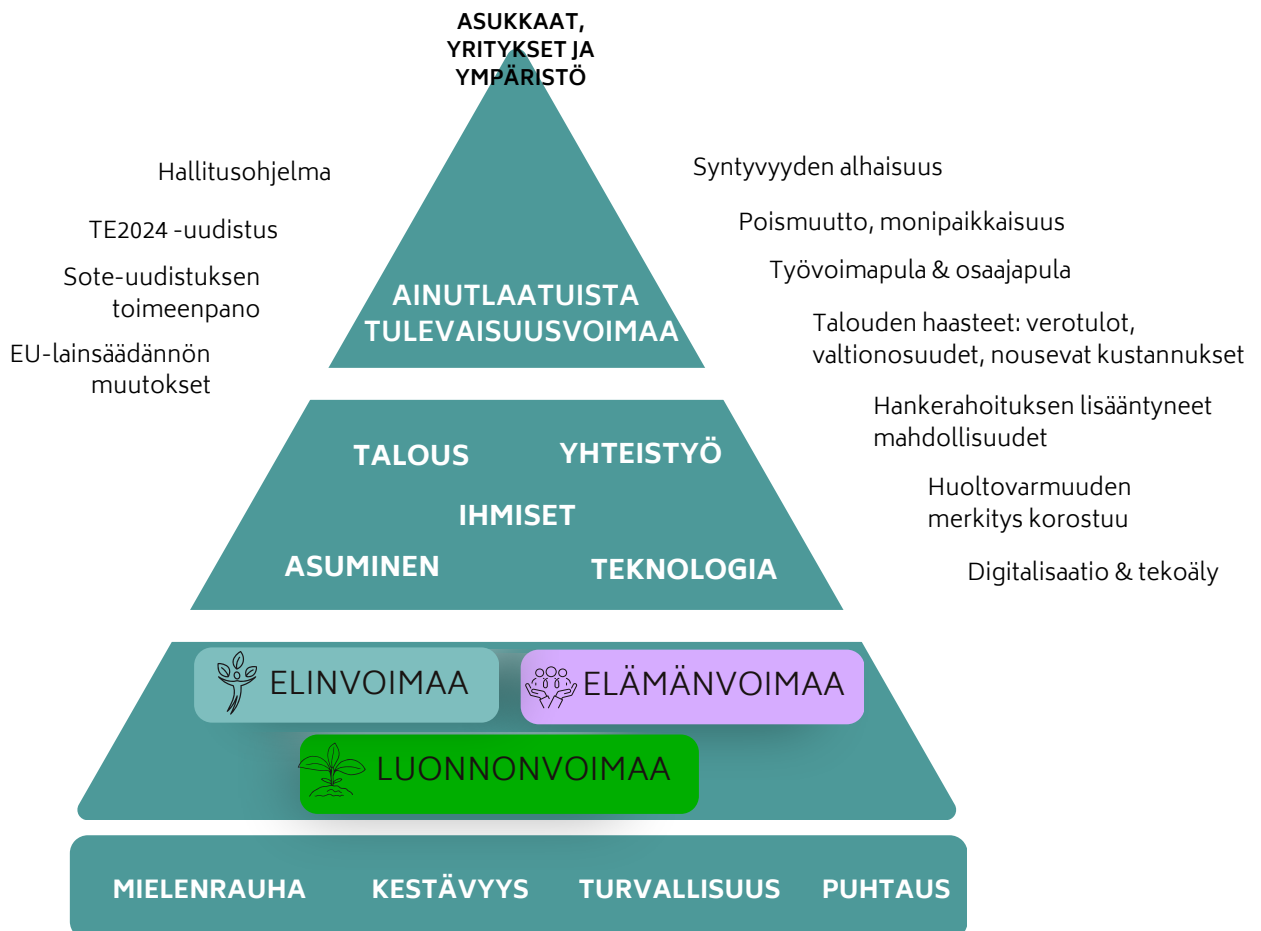 ASUKKAAT,
YRITYKSET JA
YMPÄRISTÖ
Hallitusohjelma
TE2024 -uudistus
Sote-uudistuksen
toimeenpano
EU-lainsäädännön
muutokset
Syntyvyyden alhaisuus
Poismuutto, monipaikkaisuus
Työvoimapula & osaajapula
Talouden haasteet: verotulot,
valtionosuudet, nousevat kustannukset
Hankerahoituksen lisääntyneet
mahdollisuudet
Huoltovarmuuden
merkitys korostuu
Digitalisaatio & tekoäly
AINUTLAATUISTA
TULEVAISUUSVOIMAA
TALOUS
YHTEISTYÖ
IHMISET
ASUMINEN
TEKNOLOGIA
ELINVOIMAA
ELÄMÄNVOIMAA
LUONNONVOIMAA
MIELENRAUHA
KESTÄVYYS
TURVALLISUUS
PUHTAUS